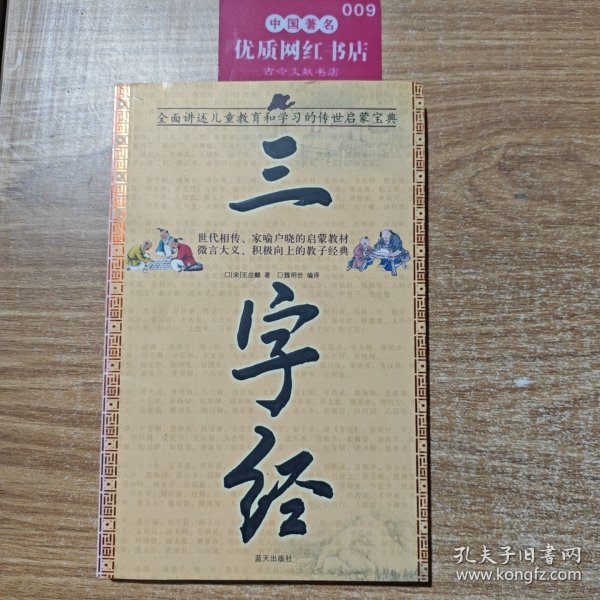 009
中国著名
优质网红书店
古今文献书店
全面讲述儿童教育和学习的传世启蒙宝典
三字经
世代相传、家喻户晓的启蒙教材
微言大义、积极向上的教子经典
□[宋]王应麟 著 □魏明世 编译
蓝天出版社
孔夫子旧书网
www.kongfz.com